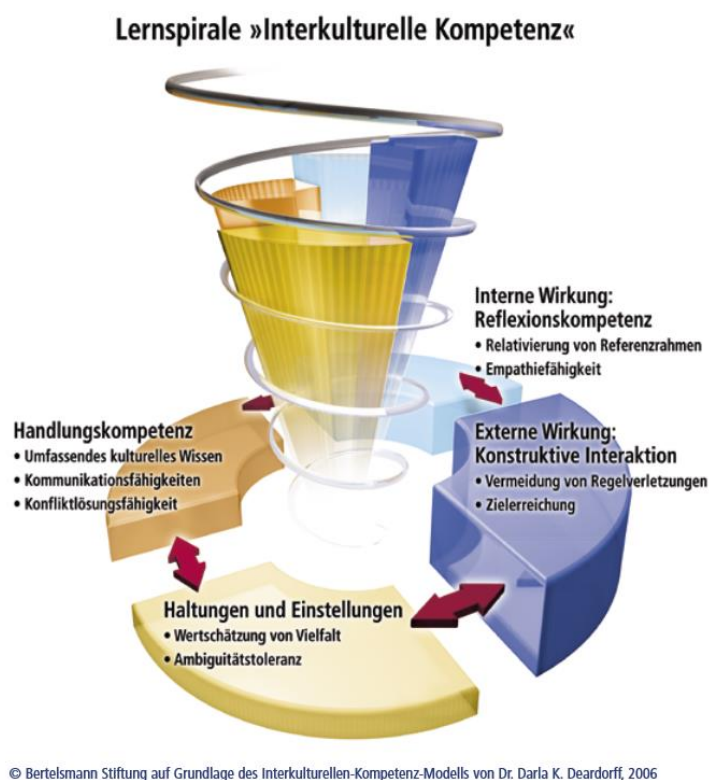 Lernspirale »Interkulturelle Kompetenz«
Interne Wirkung:
Reflexionskompetenz
• Relativierung von Referenzrahmen
• Empathiefähigkeit
Handlungskompetenz
• Umfassendes kulturelles Wissen
• Kommunikationsfähigkeiten
• Konfliktlösungsfähigkeit
Externe Wirkung:
Konstruktive Interaktion
• Vermeidung von Regelverletzungen
• Zielerreichung
Haltungen und Einstellungen
• Wertschätzung von Vielfalt
• Ambiguitätstoleranz
© Bertelsmann Stiftung auf Grundlage des Interkulturellen-Kompetenz-Modells von Dr. Darla K. Deardorff, 2006